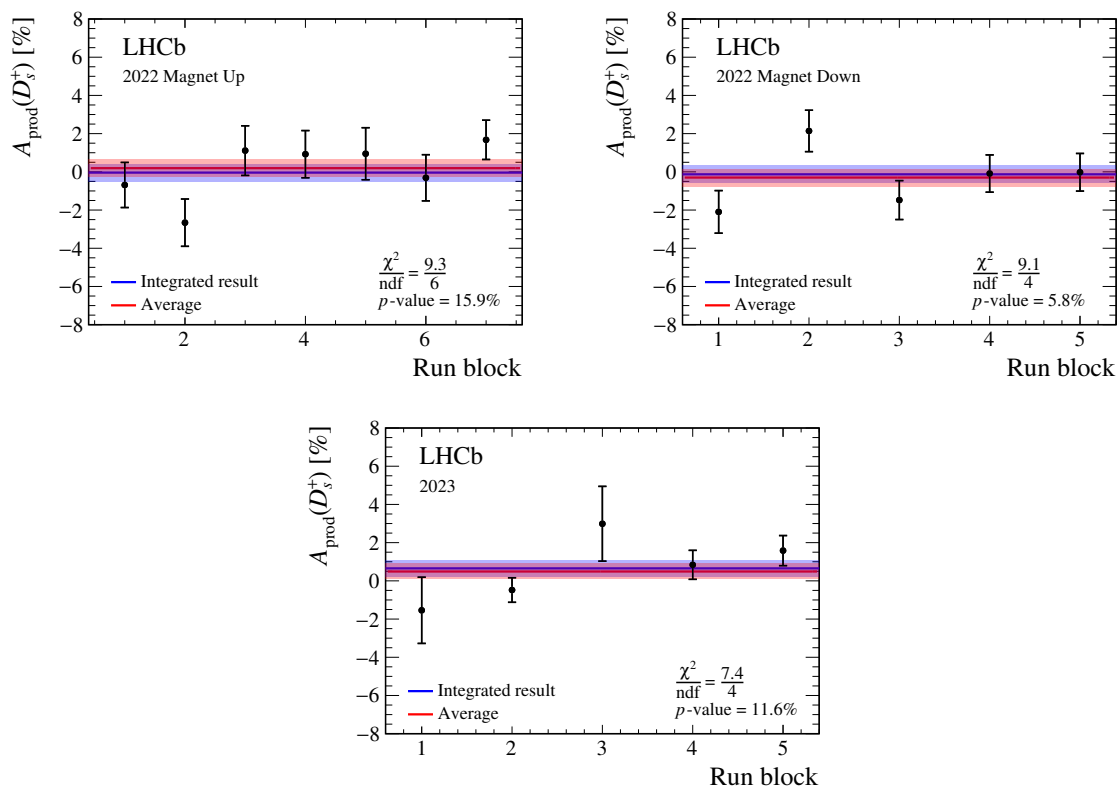 A_prod(D_s^+) [%]
8
6
4
2
0
−2
−4
−6
−8
LHCb
2022 Magnet Up
Integrated result
Average
χ²/ndf = 9.3/6
p-value = 15.9%
2 4 6
Run block
A_prod(D_s^+) [%]
8
6
4
2
0
−2
−4
−6
−8
LHCb
2022 Magnet Down
Integrated result
Average
χ²/ndf = 9.1/4
p-value = 5.8%
1 2 3 4 5
Run block
A_prod(D_s^+) [%]
8
6
4
2
0
−2
−4
−6
−8
LHCb
2023
Integrated result
Average
χ²/ndf = 7.4/4
p-value = 11.6%
1 2 3 4 5
Run block